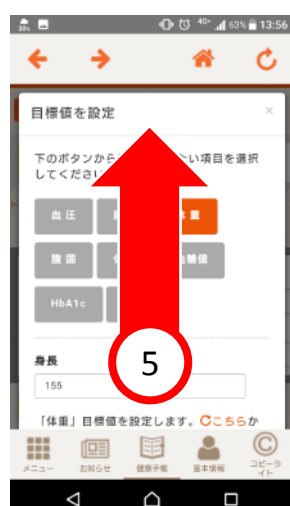 63% 13:56
目標値を設定 ×
下のボタンから い項目を選択
してくださ
血圧 体重
腹囲 糖値
HbA1c
身長
155
5
「体重」目標値を設定します。こちらか
メニュー お知らせ 健康手帳 基本情報 コピーラ
イト